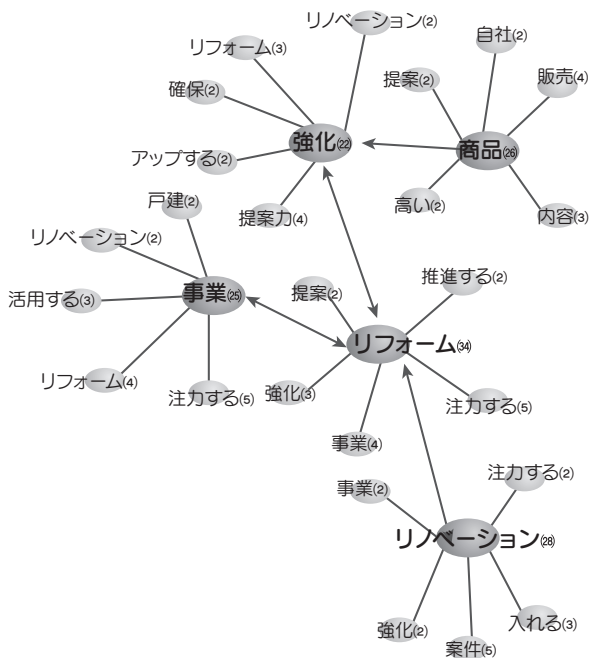 リノベーション(2)
リフォーム(3)
自社(2)
提案(2)
販売(4)
確保(2)
強化(22)
商品(26)
アップする(2)
提案力(4)
高い(2)
内容(3)
戸建(2)
リノベーション(2)
活用する(3)
事業(25)
提案(2)
推進する(2)
リフォーム(34)
リフォーム(4)
注力する(5)
強化(3)
注力する(5)
事業(4)
事業(2)
注力する(2)
リノベーション(28)
強化(2)
案件(5)
入れる(3)